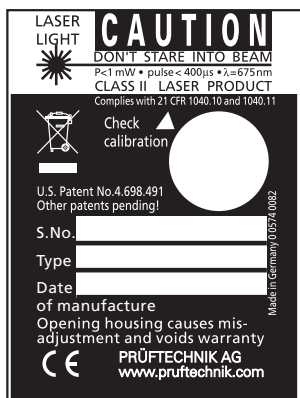 LASER
LIGHT
CAUTION
DON'T STARE INTO BEAM
P<1 mW • pulse< 400µs •λ=675nm
CLASS II LASER PRODUCT
Complies with 21 CFR 1040.10 and 1040.11
Check
calibration
U.S. Patent No.4.698.491
Other patents pending!
S.No.
Type
Date
of manufacture
Made in Germany 0 0574 0082
Opening housing causes mis-
adjustment and voids warranty
CE
PRÜFTECHNIK AG
www.pruftechnik.com